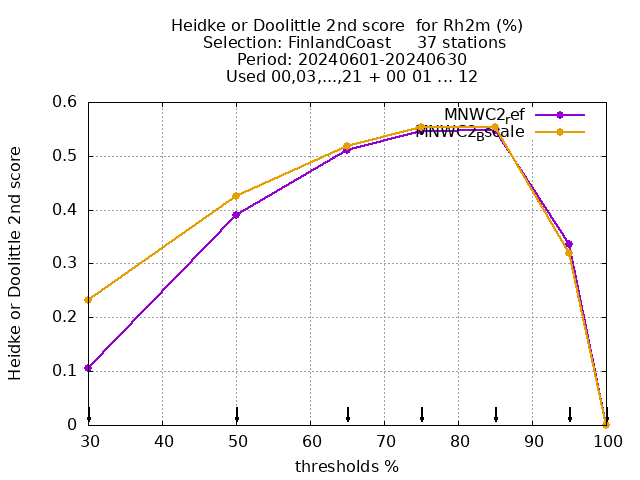 Heidke or Doolittle 2nd score  for Rh2m (%)
Selection: FinlandCoast     37 stations
Period: 20240601-20240630
Used 00,03,...,21 + 00 01 ... 12
MNWC2ref
MNWC2Bscale
Heidke or Doolittle 2nd score
0.6
0.5
0.4
0.3
0.2
0.1
0
30 40 50 60 70 80 90 100
thresholds %